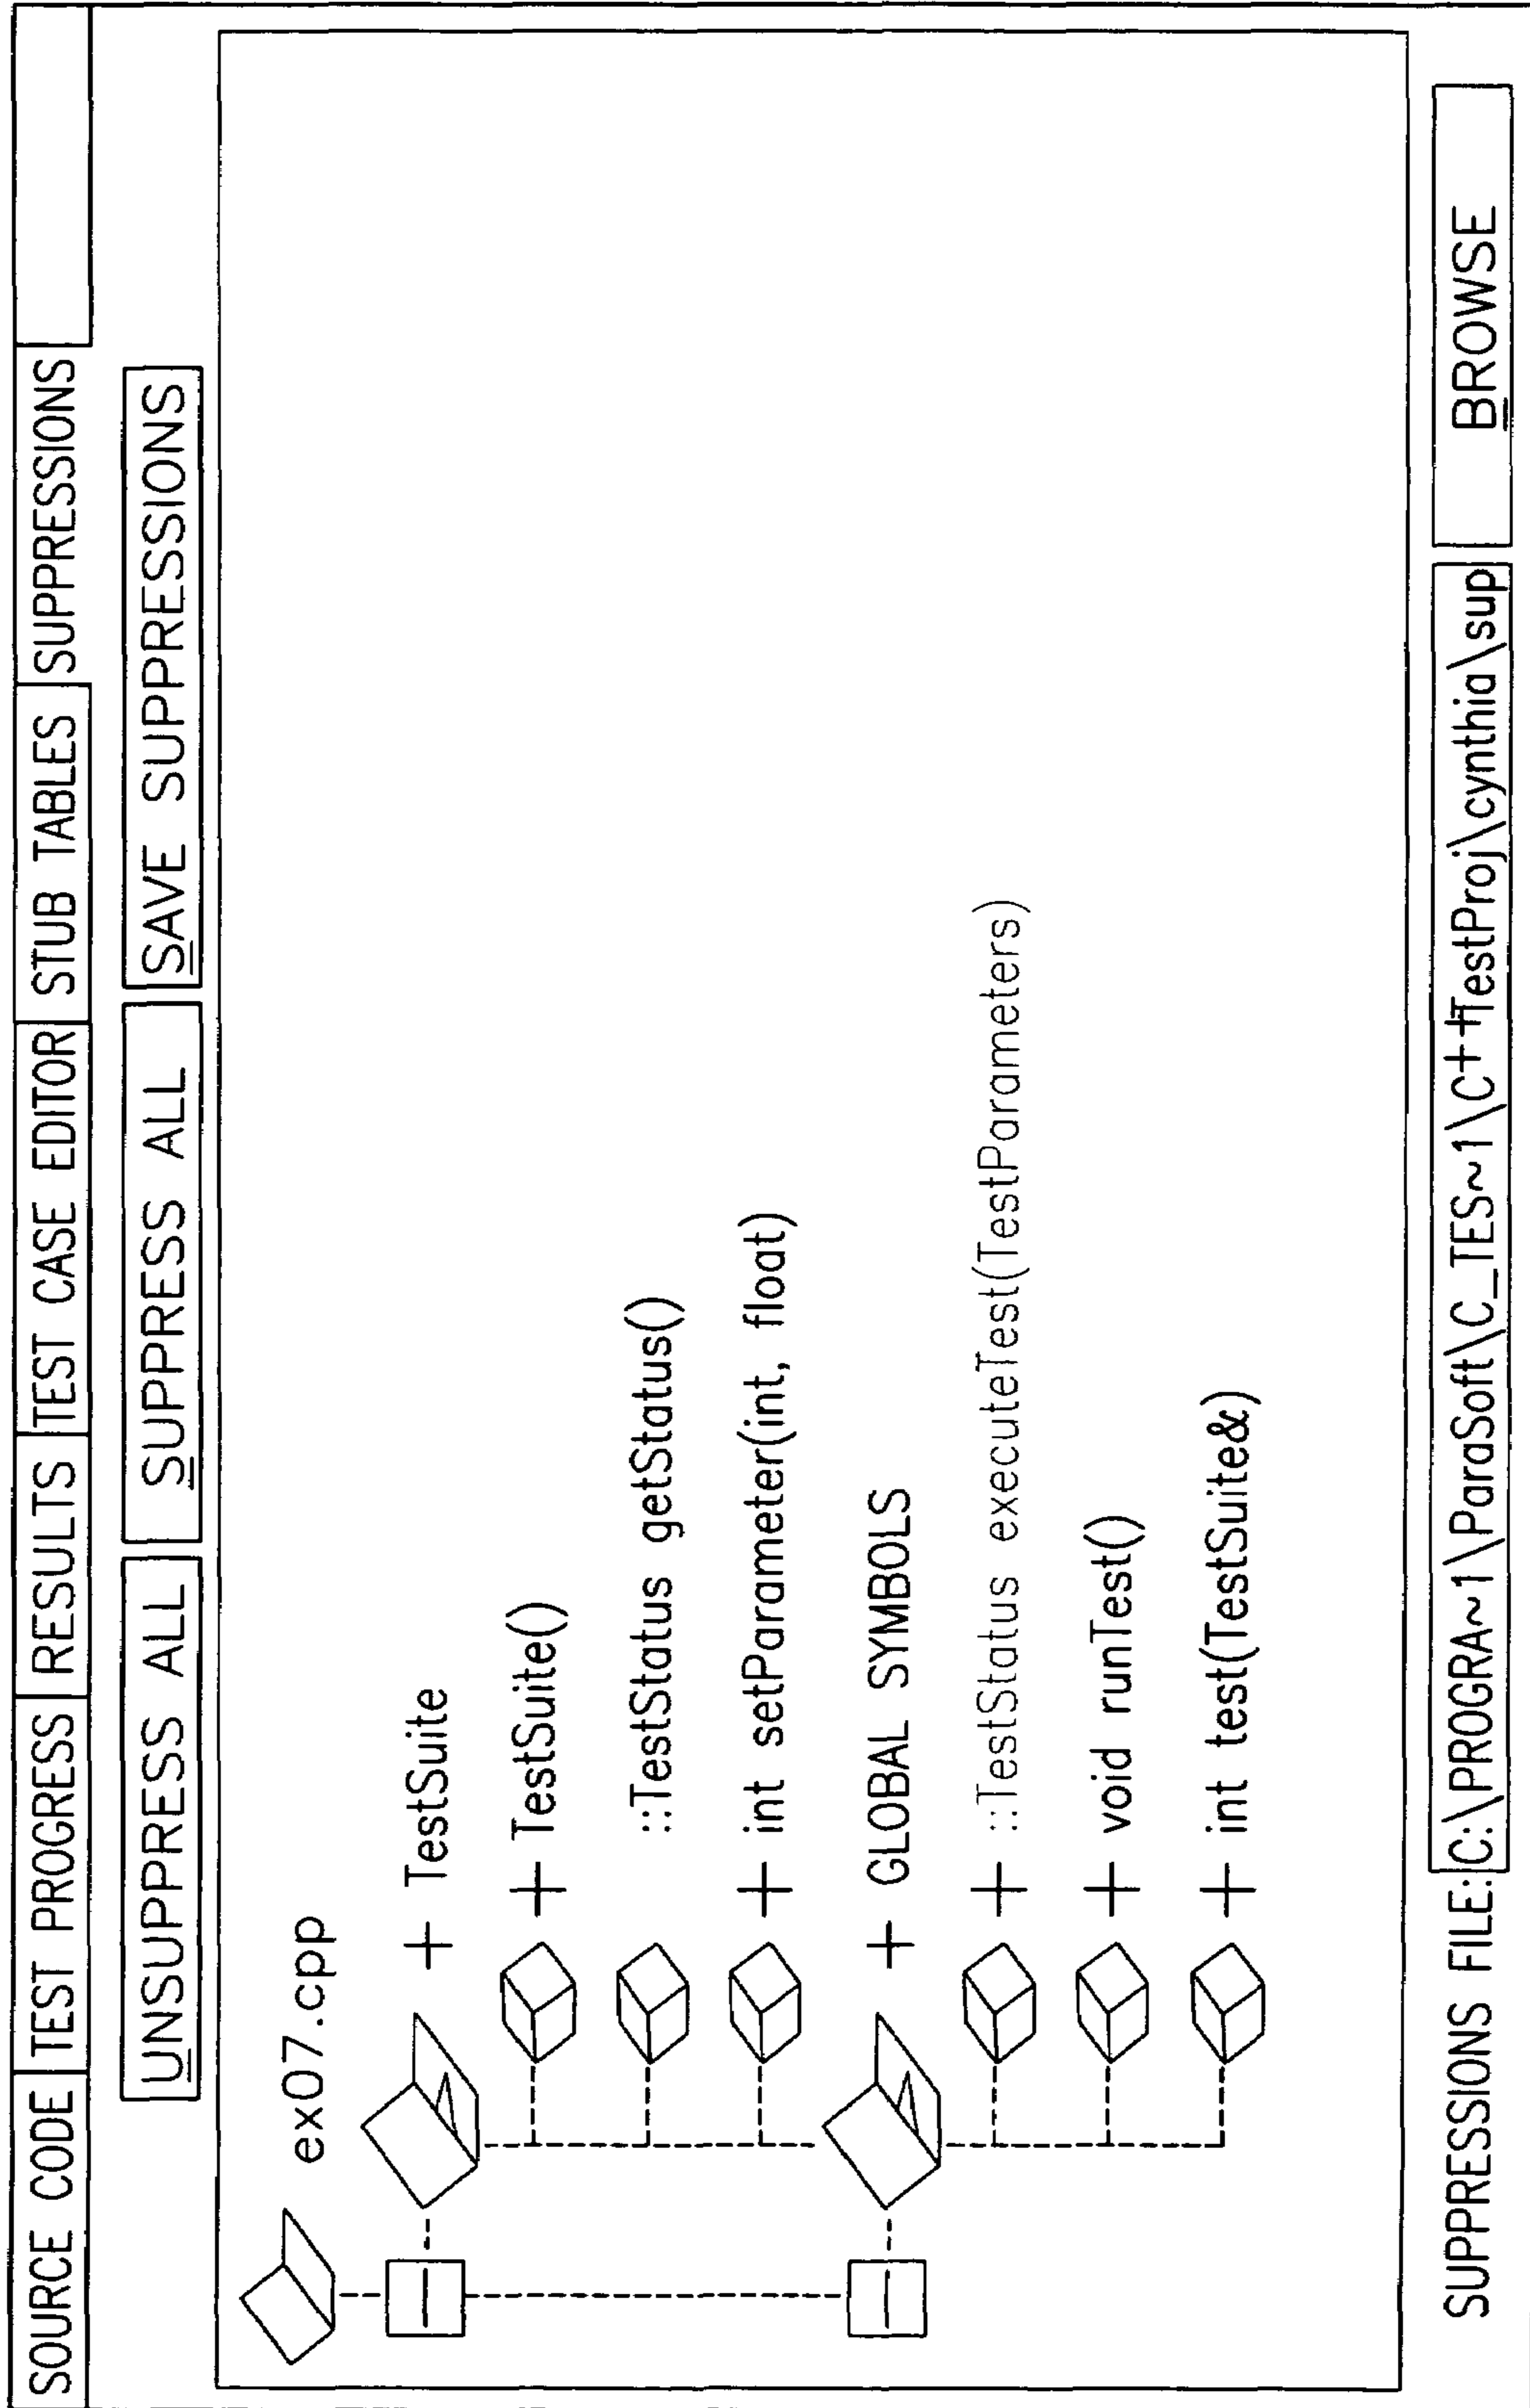 SOURCE CODE TEST PROGRESS RESULTS TEST CASE EDITOR STUB TABLES SUPPRESSIONS
UNSUPPRESS ALL SUPPRESS ALL SAVE SUPPRESSIONS
ex07.cpp
+ TestSuite
+ TestSuite()
::TestStatus getStatus()
+ int setParameter(int, float)
+ GLOBAL SYMBOLS
+ ::TestStatus executeTest(TestParameters)
+ void runTest()
+ int test(TestSuite&)
SUPPRESSIONS FILE: C:\PROGRA~1\ParaSoft\C_TES~1\C++TestProj\cynthia\sup BROWSE